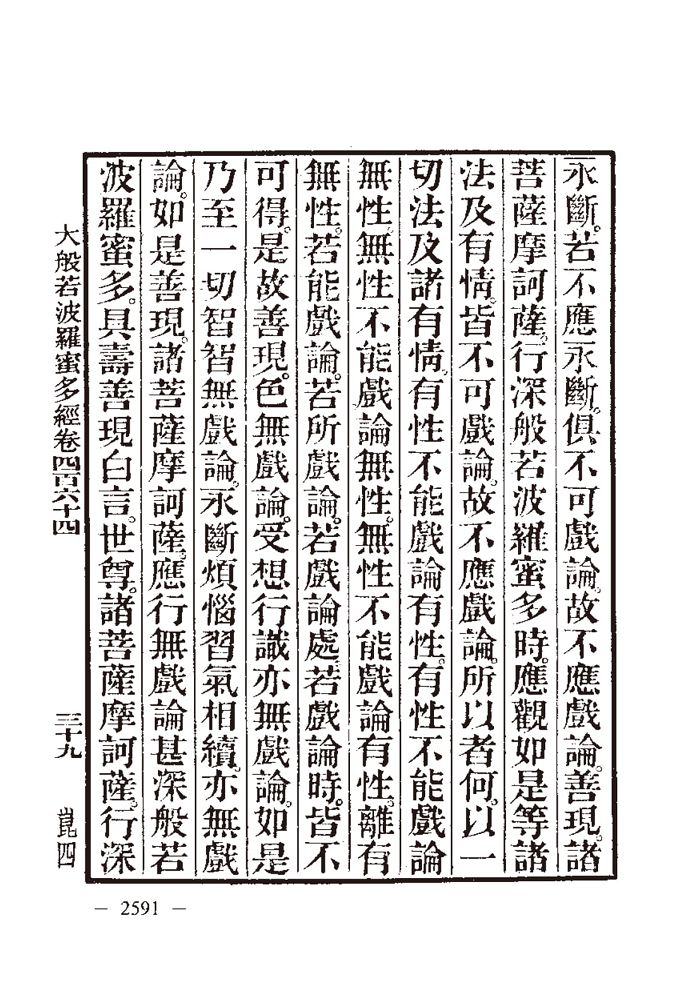 永斷。若不應永斷。俱不可戲論。故不應戲論。善現。諸
菩薩摩訶薩。行深般若波羅蜜多時。應觀如是等諸
法及有情。皆不可戲論。故不應戲論。所以者何。以一
切法及諸有情。有性不能戲論有性。有性不能戲論
無性。無性不能戲論無性。無性不能戲論有性。離有
無性。若能戲論。若所戲論。若戲論處。若戲論時。皆不
可得。是故善現。色無戲論。受想行識亦無戲論。如是
乃至一切智智無戲論。永斷煩惱習氣相續。亦無戲
論。如是善現。諸菩薩摩訶薩。應行無戲論甚深般若
波羅蜜多。具壽善現白言。世尊。諸菩薩摩訶薩。行深
大般若波羅蜜多經卷四百六十四 三十九 崑四
— 2591 —